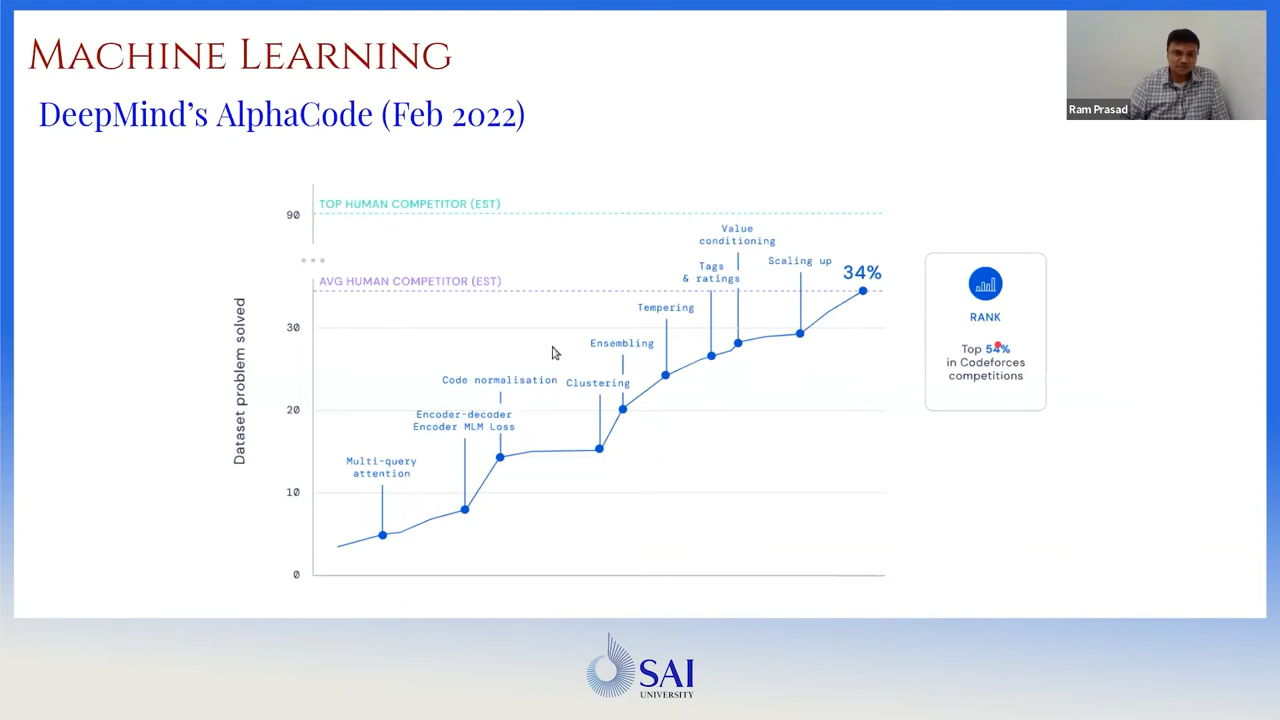 MACHINE LEARNING
DeepMind's AlphaCode (Feb 2022)
Ram Prasad
TOP HUMAN COMPETITOR (EST)
90
AVG HUMAN COMPETITOR (EST)
Value
conditioning
Tags
& ratings
Scaling up
34%
Tempering
30
Ensembling
Code normalisation
Clustering
20
Encoder-decoder
Encoder MLM Loss
Multi-query
attention
10
0
Dataset problem solved
RANK
Top 54%
in Codeforces
competitions
SAI
UNIVERSITY